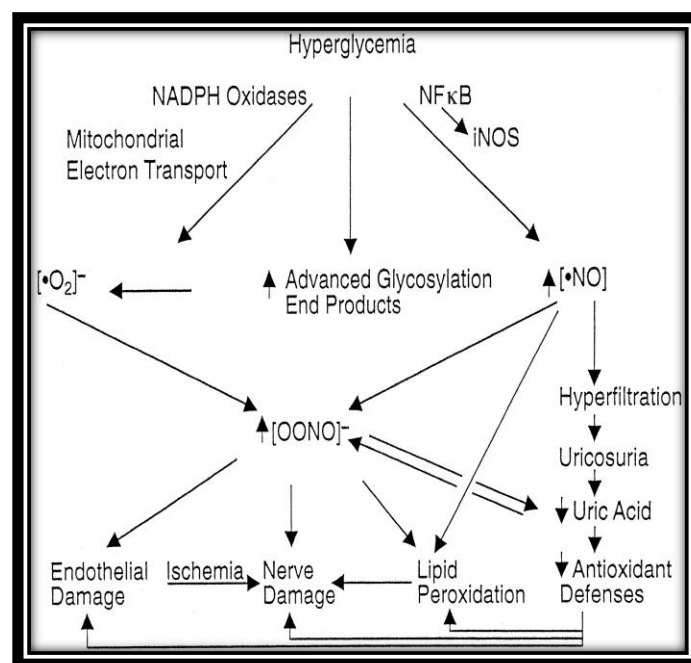 Hyperglycemia
NADPH Oxidases
NFκB
iNOS
Mitochondrial
Electron Transport
[•O₂]⁻
Advanced Glycosylation
End Products
[•NO]
Hyperfiltration
[OONO]⁻
Uricosuria
Uric Acid
Endothelial
Damage
Ischemia
Nerve
Damage
Lipid
Peroxidation
Antioxidant
Defenses